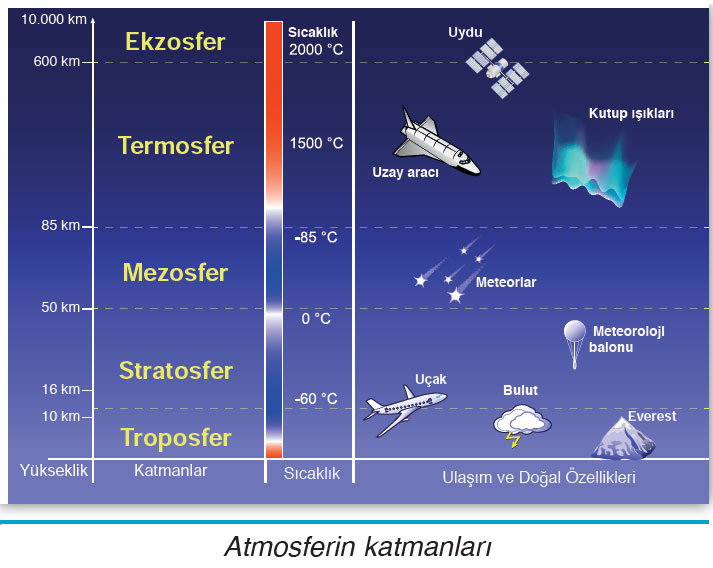 10.000 km
Ekzosfer
Sıcaklık
2000 °C
Uydu
600 km
Termosfer
1500 °C
Kutup ışıkları
Uzay aracı
85 km
-85 °C
Mezosfer
Meteorlar
50 km
0 °C
Meteoroloji
balonu
Stratosfer
16 km
-60 °C
Uçak
Bulut
10 km
Everest
Troposfer
Yükseklik
Katmanlar
Sıcaklık
Ulaşım ve Doğal Özellikleri
Atmosferin katmanları